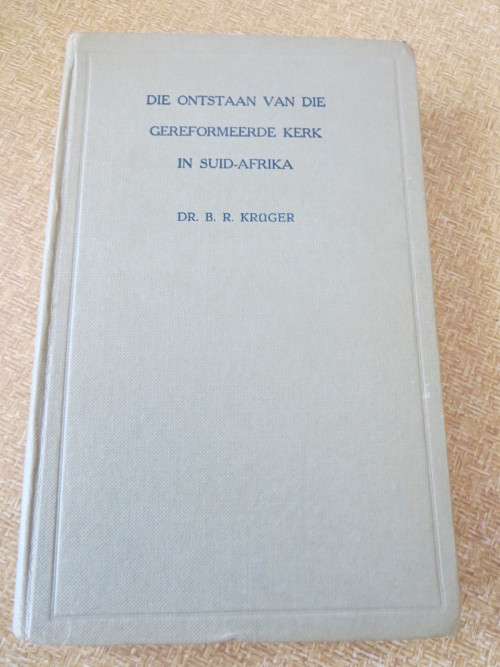 DIE ONTSTAAN VAN DIE
GEREFORMEERDE KERK
IN SUID-AFRIKA
DR. B. R. KRÜGER